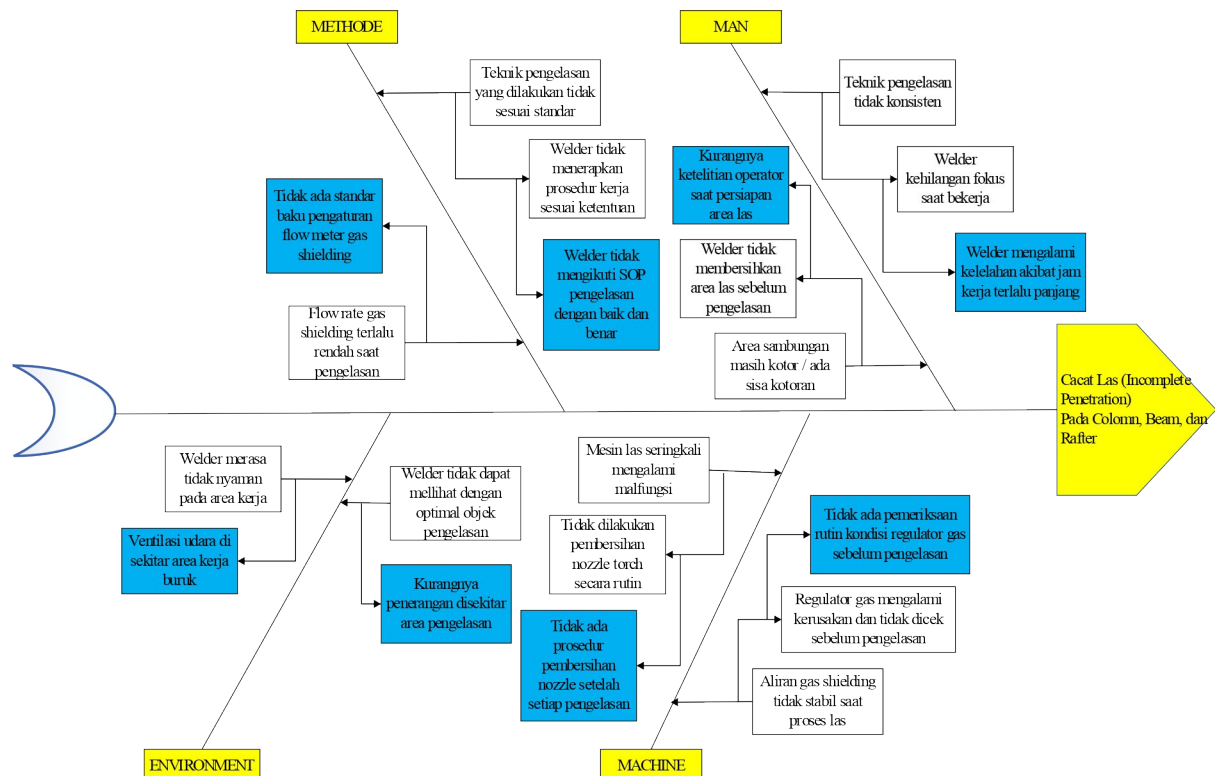 METHODE
MAN
Teknik pengelasan
yang dilakukan tidak
sesuai standar
Welder tidak
menerapkan
prosedur kerja
sesuai ketentuan
Tidak ada standar
baku pengaturan
flow meter gas
shielding
Welder tidak
mengikuti SOP
pengelasan
dengan baik dan
benar
Flow rate gas
shielding terlalu
rendah saat
pengelasan
Teknik pengelasan
tidak konsisten
Kurangnya
ketelitian operator
saat persiapan
area las
Welder
kehilangan fokus
saat bekerja
Welder tidak
membersihkan
area las sebelum
pengelasan
Welder mengalami
kelelahan akibat jam
kerja terlalu panjang
Area sambungan
masih kotor / ada
sisa kotoran
Cacat Las (Incomplete
Penetration)
Pada Colomn, Beam, dan
Rafter
Welder merasa
tidak nyaman
pada area kerja
Welder tidak dapat
mellihat dengan
optimal objek
pengelasan
Ventilasi udara di
sekitar area kerja
buruk
Kurangnya
penerangan disekitar
area pengelasan
Mesin las seringkali
mengalami
malfungsi
Tidak dilakukan
pembersihan
nozzle torch
secara rutin
Tidak ada
prosedur
pembersihan
nozzle setelah
setiap pengelasan
Tidak ada pemeriksaan
rutin kondisi regulator gas
sebelum pengelasan
Regulator gas mengalami
kerusakan dan tidak dicek
sebelum pengelasan
Aliran gas shielding
tidak stabil saat
proses las
ENVIRONMENT
MACHINE